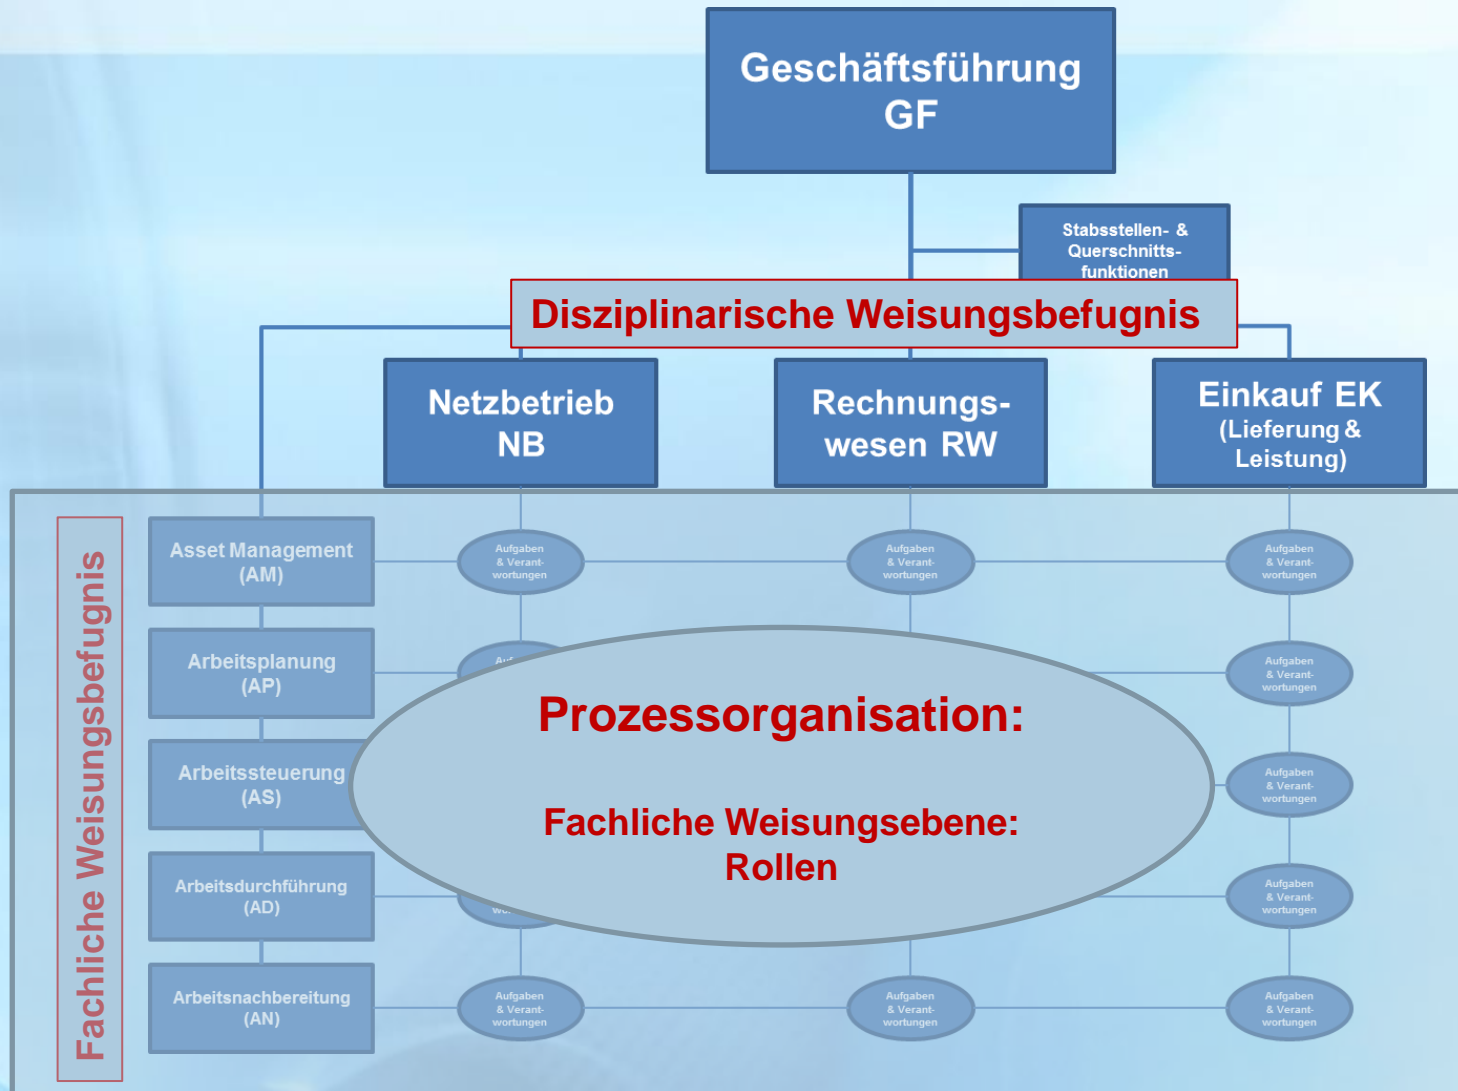 Geschäftsführung
GF
Stabsstellen- &
Querschnitts-
funktionen
Disziplinarische Weisungsbefugnis
Netzbetrieb
NB
Rechnungs-
wesen RW
Einkauf EK
(Lieferung &
Leistung)
Fachliche Weisungsbefugnis
Asset Management
(AM)
Aufgaben
& Verant-
wortungen
Aufgaben
& Verant-
wortungen
Aufgaben
& Verant-
wortungen
Arbeitsplanung
(AP)
Aufgaben
& Verant-
wortungen
Arbeitssteuerung
(AS)
Aufgaben
& Verant-
wortungen
Prozessorganisation:
Fachliche Weisungsebene:
Rollen
Arbeitsdurchführung
(AD)
Aufgaben
& Verant-
wortungen
Arbeitsnachbereitung
(AN)
Aufgaben
& Verant-
wortungen
Aufgaben
& Verant-
wortungen
Aufgaben
& Verant-
wortungen